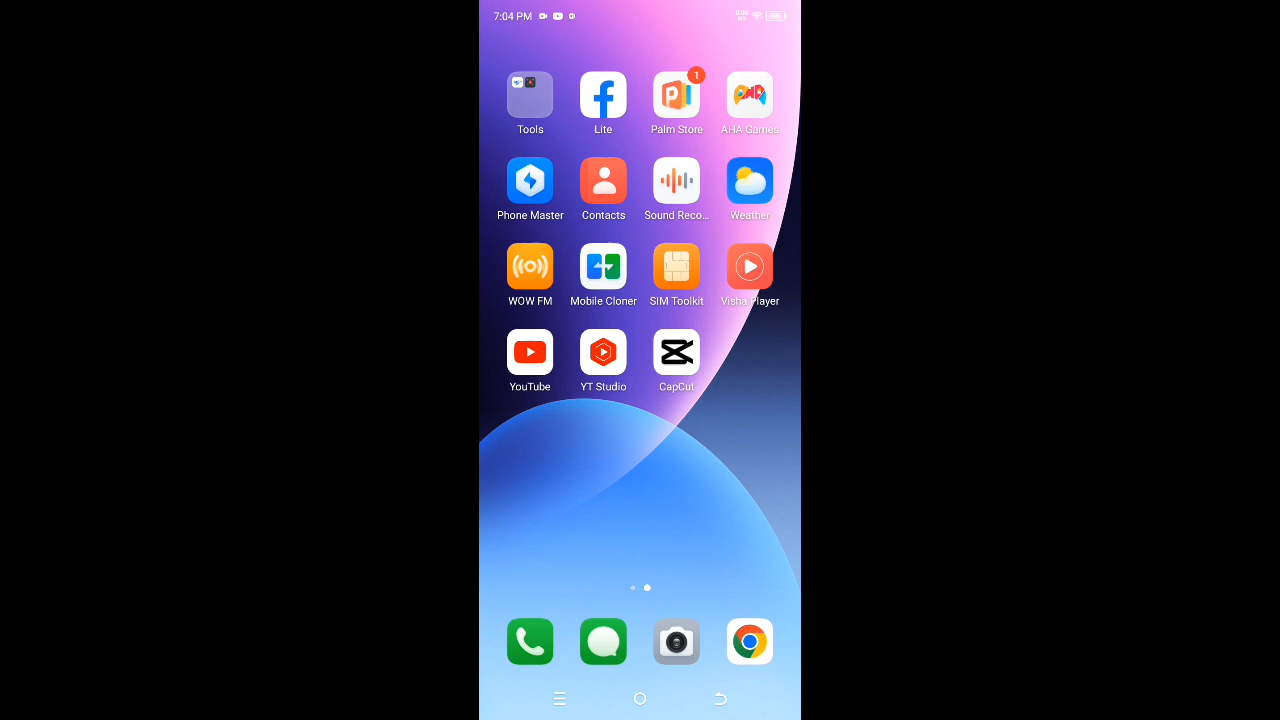 7:04 PM
Tools Lite Palm Store AHA Games
1
Phone Master Contacts Sound Reco... Weather
WOW FM Mobile Cloner SIM Toolkit Visha Player
YouTube YT Studio CapCut